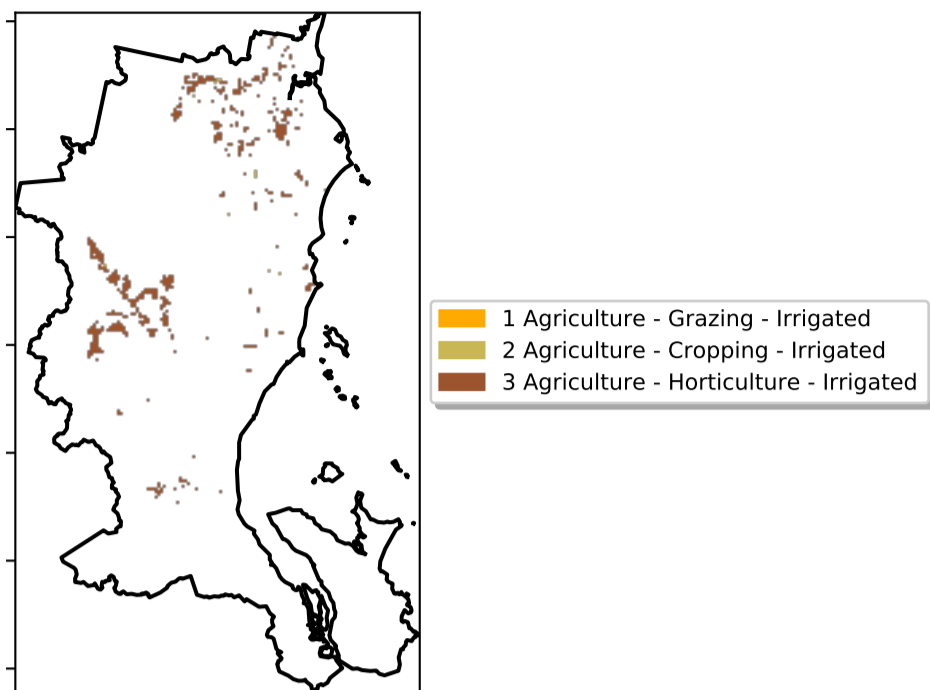 1 Agriculture - Grazing - Irrigated
2 Agriculture - Cropping - Irrigated
3 Agriculture - Horticulture - Irrigated